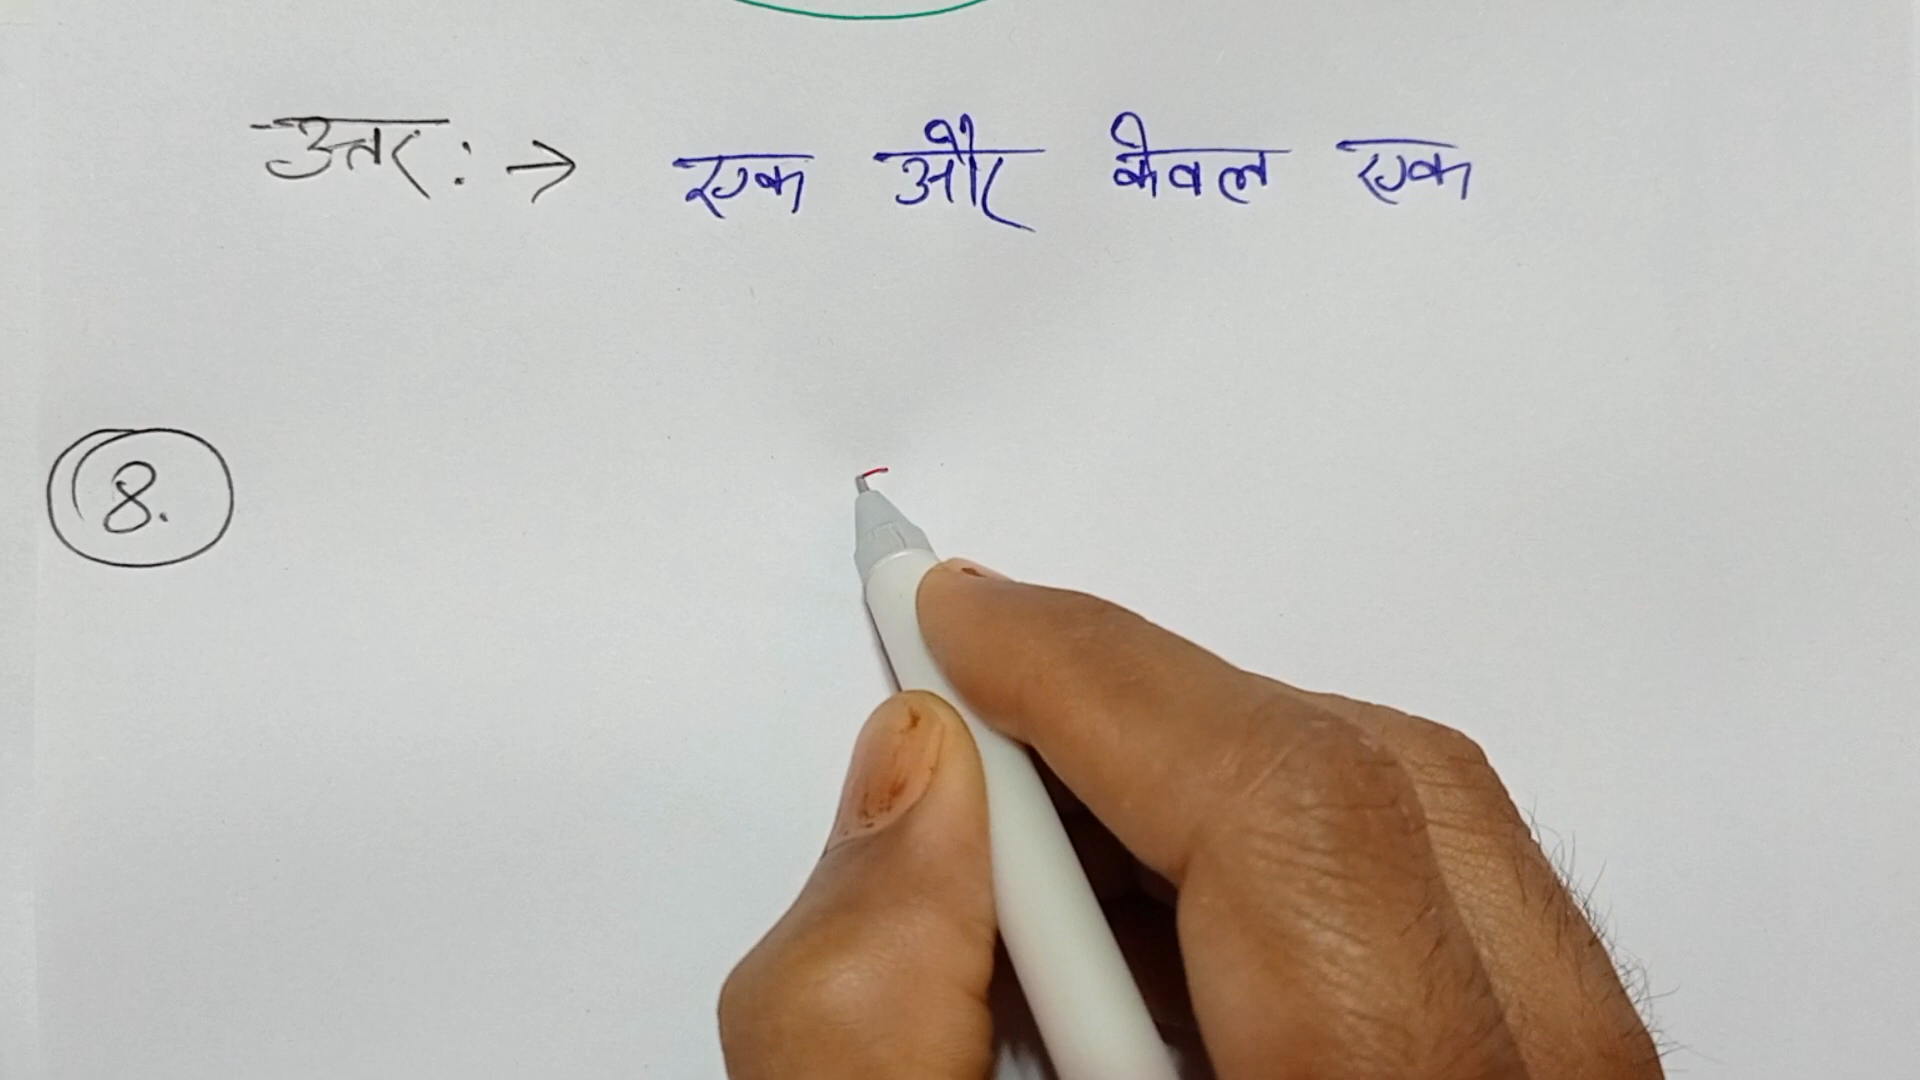 उत्तर :→ एक और केवल एक
8.